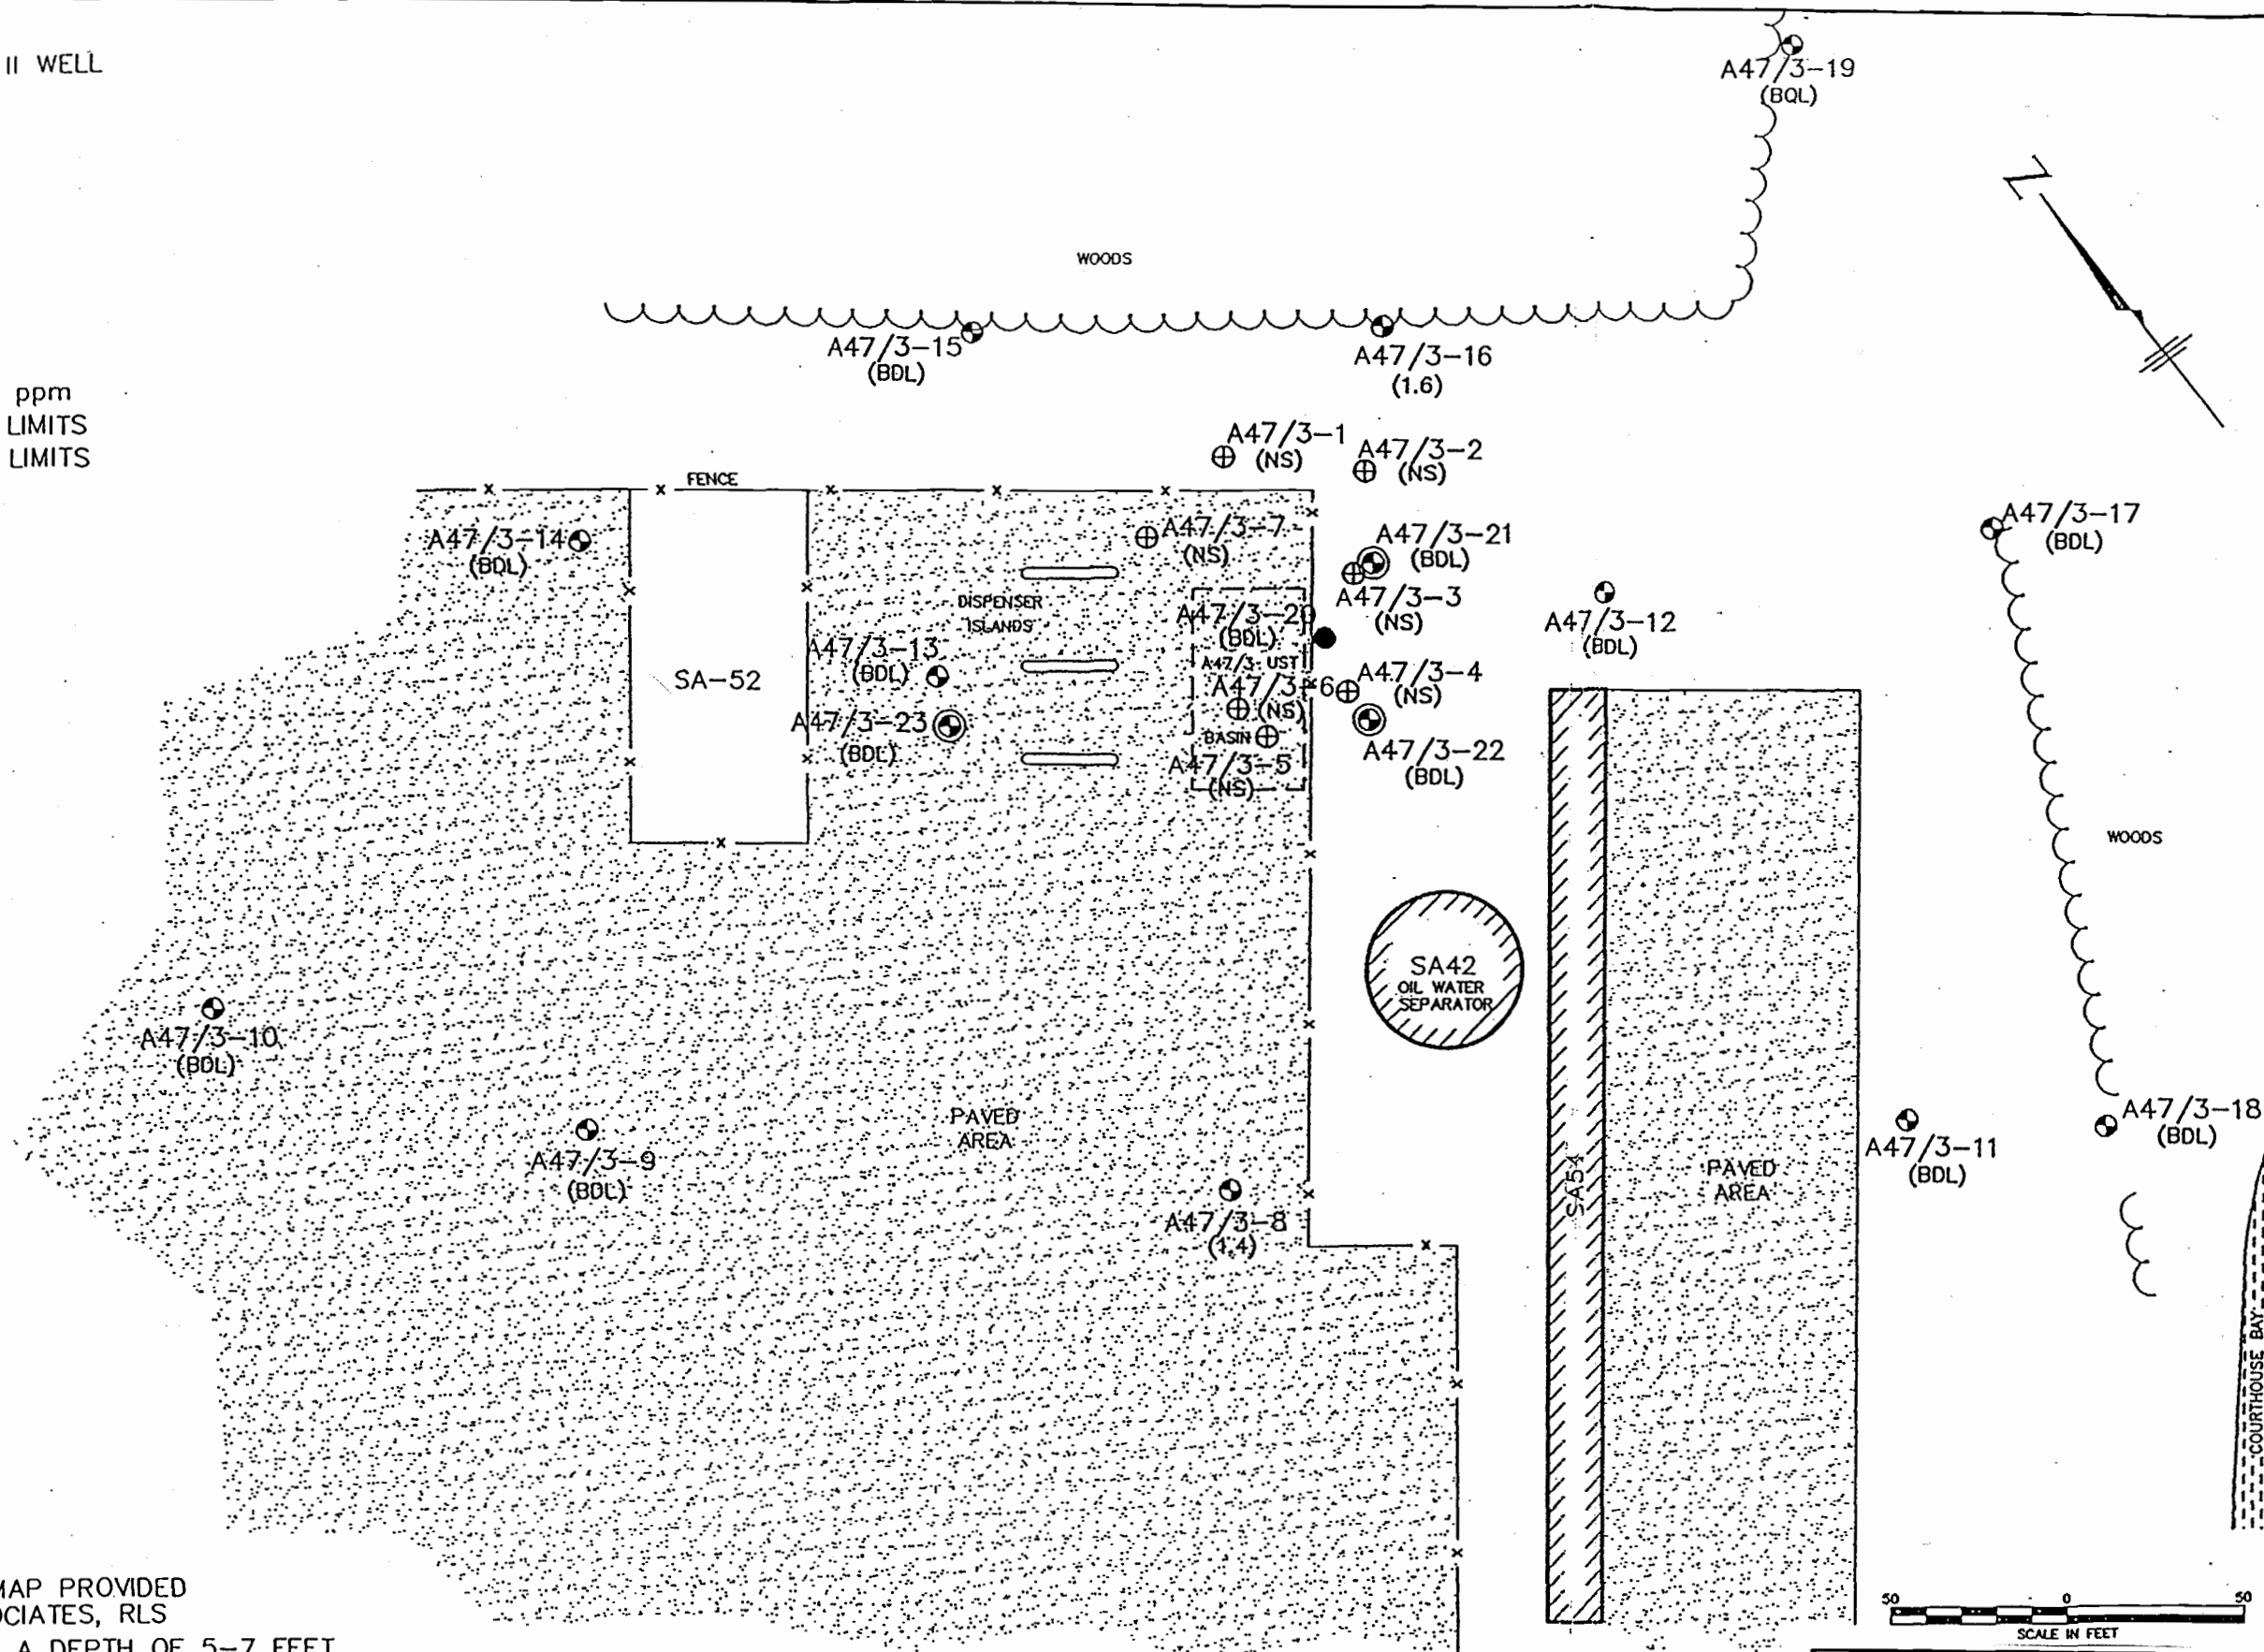 II WELL
A47/3-19
(BQL)
N
WOODS
A47/3-15
(BDL)
A47/3-16
(1.6)
ppm
LIMITS
LIMITS
A47/3-1
(NS)
A47/3-2
(NS)
FENCE
A47/3-14
(BDL)
A47/3-7
(NS)
A47/3-21
(BDL)
A47/3-17
(BDL)
DISPENSER
ISLANDS
A47/3-20
(BDL)
A47/3-3
(NS)
A47/3-12
(BDL)
A47/3-13
(BDL)
SA-52
A47/3- UST
A47/3-6
(NS)
A47/3-4
(NS)
A47/3-23
(BDL)
BASIN
A47/3-5
(NS)
A47/3-22
(BDL)
WOODS
SA42
OIL WATER
SEPARATOR
A47/3-10
(BDL)
PAVED
AREA
A47/3-9
(BDL)
A47/3-8
(1.4)
SA54
PAVED
AREA
A47/3-11
(BDL)
A47/3-18
(BDL)
COURTHOUSE BAY
MAP PROVIDED
OCIATES, RLS
A DEPTH OF 5-7 FEET
50 0 50
SCALE IN FEET